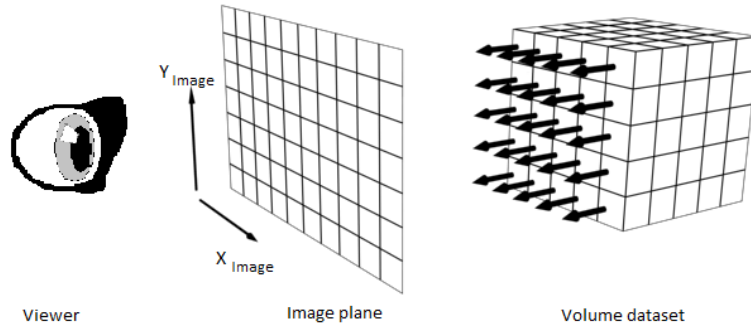 Y Image
X Image
Viewer
Image plane
Volume dataset